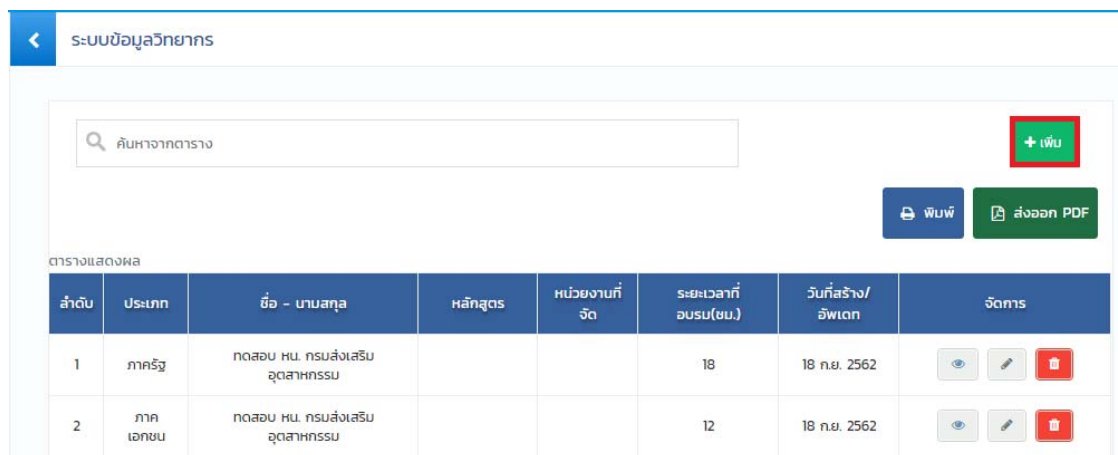 ระบบข้อมูลวิทยากร
ค้นหาจากตาราง
+ เพิ่ม
พิมพ์
ส่งออก PDF
ตารางแสดงผล
ลำดับ ประเภท ชื่อ - นามสกุล หลักสูตร หน่วยงานที่จัด ระยะเวลาที่อบรม(ชม.) วันที่สร้าง/อัพเดท จัดการ
1 ภาครัฐ ทดสอบ หน. กรมส่งเสริมอุตสาหกรรม 18 18 ก.ย. 2562
2 ภาคเอกชน ทดสอบ หน. กรมส่งเสริมอุตสาหกรรม 12 18 ก.ย. 2562